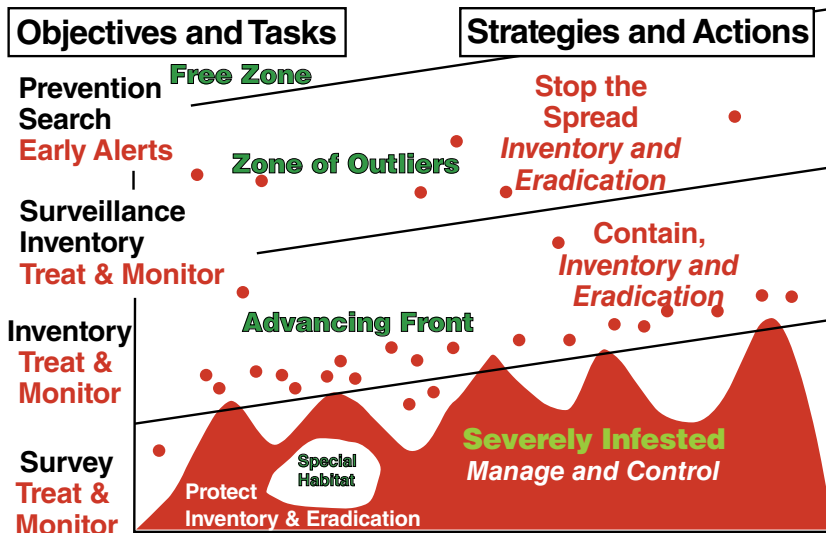 Objectives and Tasks
Strategies and Actions
Free Zone
Prevention
Search
Early Alerts
Stop the
Spread
Inventory and
Eradication
Zone of Outliers
Surveillance
Inventory
Treat & Monitor
Contain,
Inventory and
Eradication
Advancing Front
Inventory
Treat &
Monitor
Severely Infested
Manage and Control
Survey
Treat &
Monitor
Special
Habitat
Protect
Inventory & Eradication